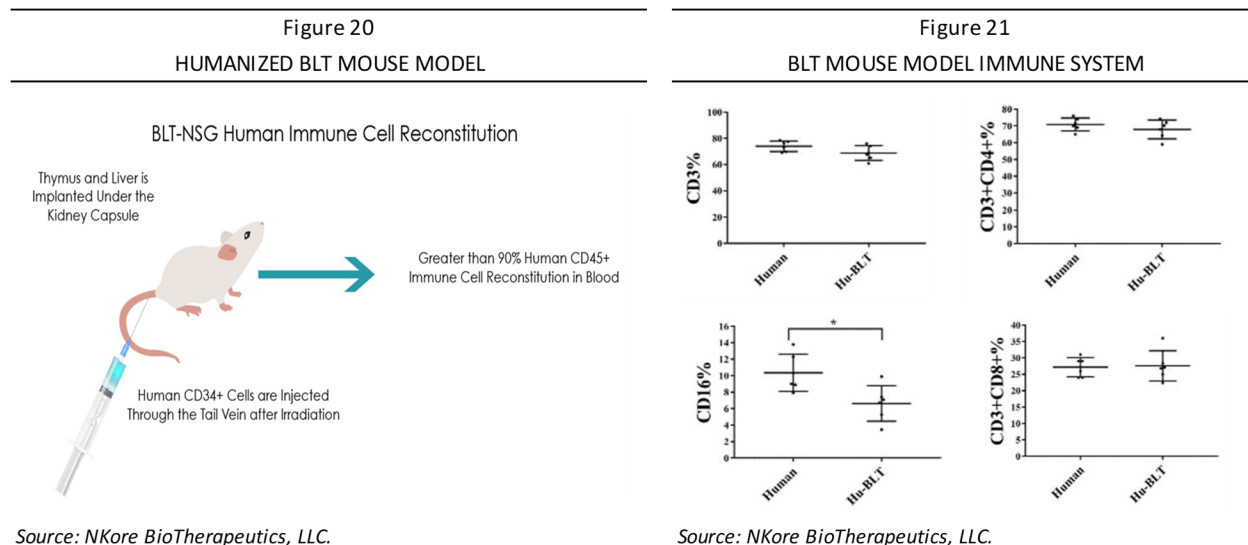 Figure 20
HUMANIZED BLT MOUSE MODEL
BLT-NSG Human Immune Cell Reconstitution
Thymus and Liver is
Implanted Under the
Kidney Capsule
Greater than 90% Human CD45+
Immune Cell Reconstitution in Blood
Human CD34+ Cells are Injected
Through the Tail Vein after Irradiation
Source: NKore BioTherapeutics, LLC.
Figure 21
BLT MOUSE MODEL IMMUNE SYSTEM
CD3%
100
80
60
40
20
0
Human
Hu-BLT
CD3+CD4+%
80
70
60
50
40
30
20
10
0
Human
Hu-BLT
CD16%
16
14
12
10
8
6
4
2
0
*
Human
Hu-BLT
CD3+CD8+%
40
35
30
25
20
15
10
5
0
Human
Hu-BLT
Source: NKore BioTherapeutics, LLC.